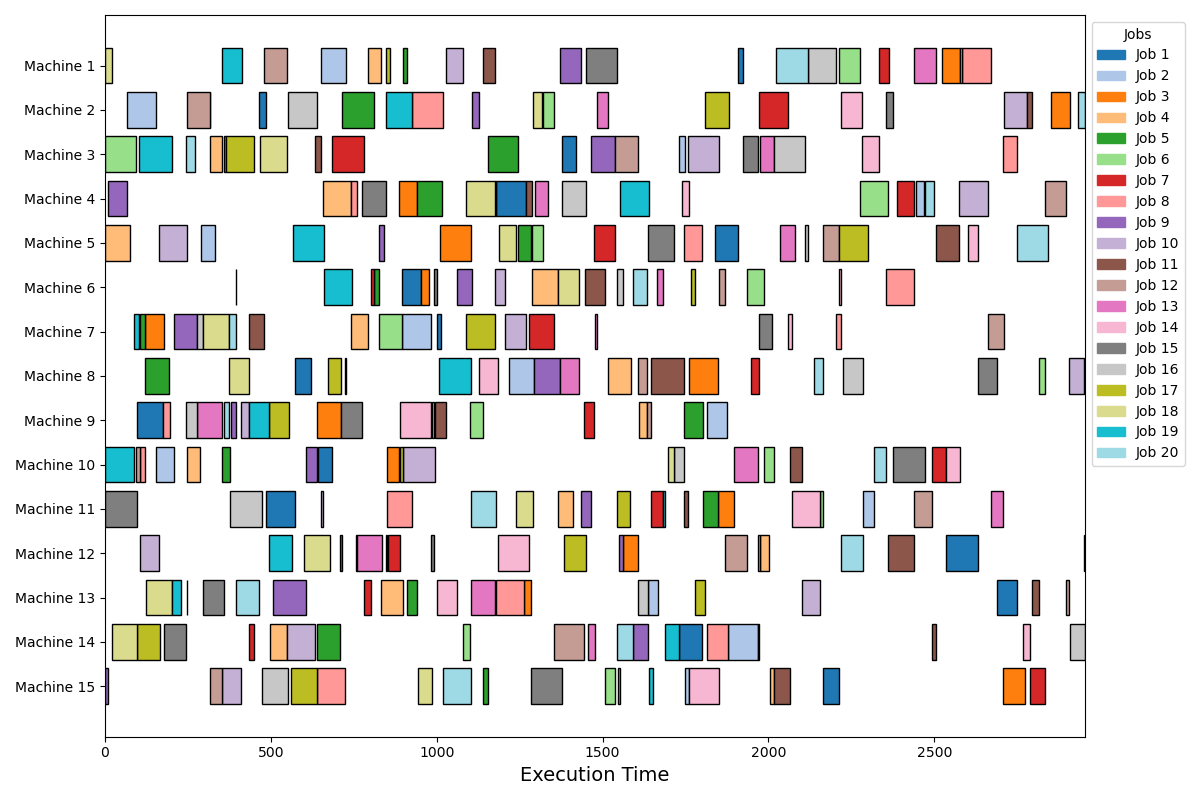 Machine 1
Machine 2
Machine 3
Machine 4
Machine 5
Machine 6
Machine 7
Machine 8
Machine 9
Machine 10
Machine 11
Machine 12
Machine 13
Machine 14
Machine 15
0 500 1000 1500 2000 2500
Execution Time
Jobs
Job 1
Job 2
Job 3
Job 4
Job 5
Job 6
Job 7
Job 8
Job 9
Job 10
Job 11
Job 12
Job 13
Job 14
Job 15
Job 16
Job 17
Job 18
Job 19
Job 20